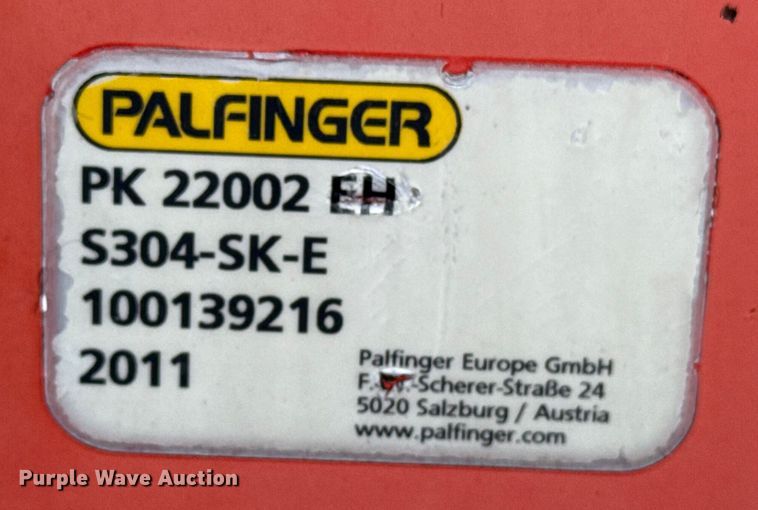 PALFINGER
PK 22002 EH
S304-SK-E
100139216
2011
Palfinger Europe GmbH
F.-W.-Scherer-Straße 24
5020 Salzburg / Austria
www.palfinger.com
Purple Wave Auction